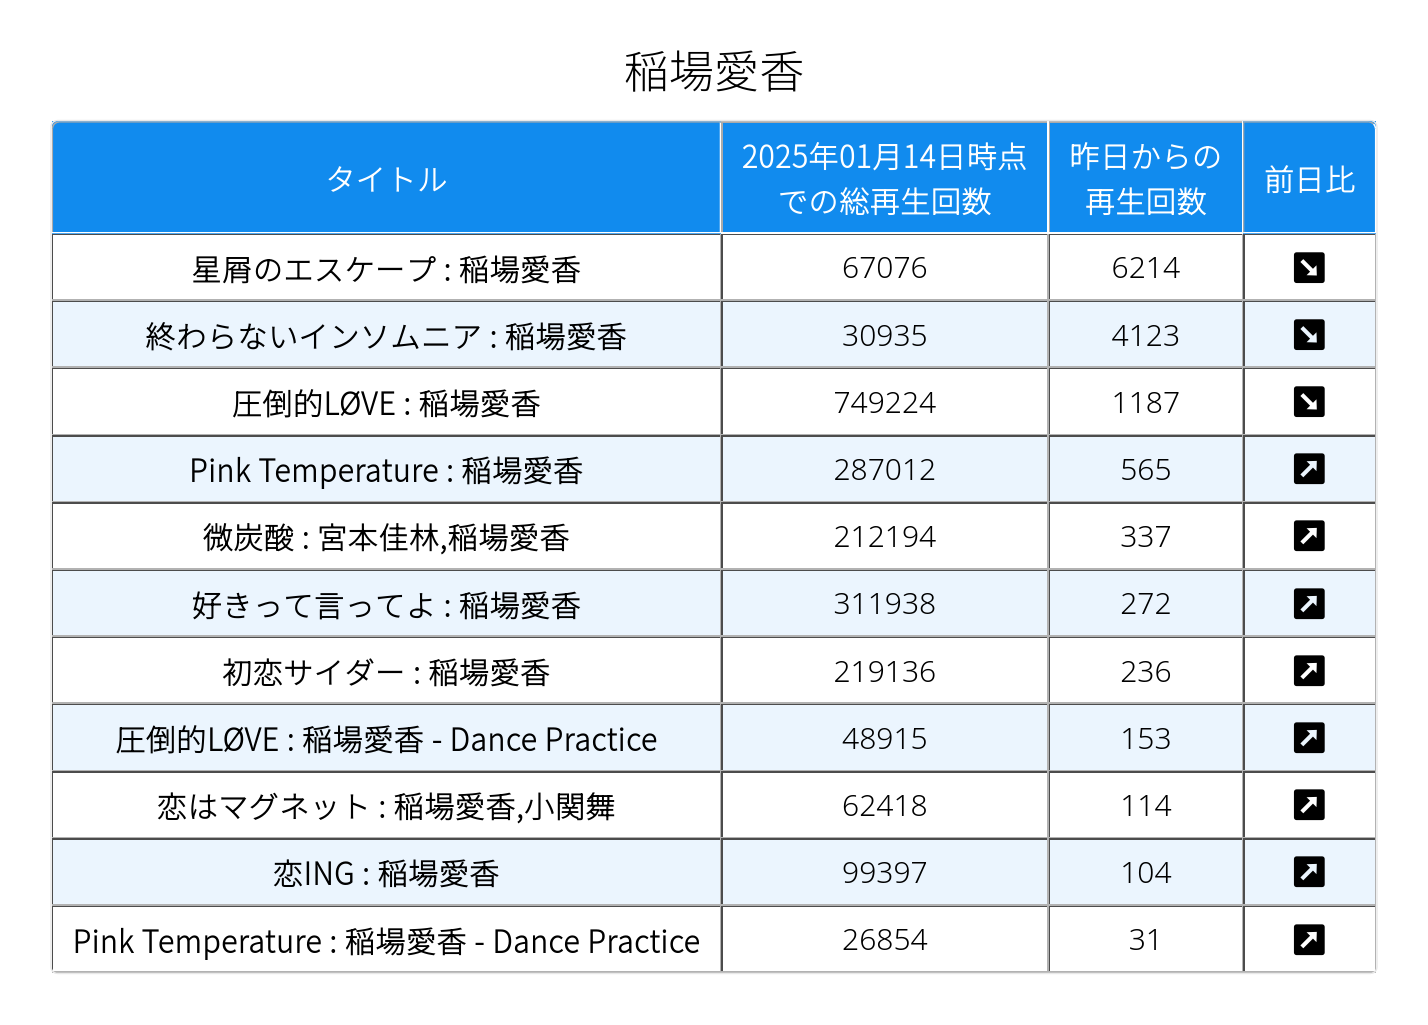 稲場愛香
タイトル 2025年01月14日時点での総再生回数 昨日からの再生回数 前日比
星屑のエスケープ : 稲場愛香 67076 6214 ↘
終わらないインソムニア : 稲場愛香 30935 4123 ↘
圧倒的LØVE : 稲場愛香 749224 1187 ↘
Pink Temperature : 稲場愛香 287012 565 ↗
微炭酸 : 宮本佳林,稲場愛香 212194 337 ↗
好きって言ってよ : 稲場愛香 311938 272 ↗
初恋サイダー : 稲場愛香 219136 236 ↗
圧倒的LØVE : 稲場愛香 - Dance Practice 48915 153 ↗
恋はマグネット : 稲場愛香,小関舞 62418 114 ↗
恋ING : 稲場愛香 99397 104 ↗
Pink Temperature : 稲場愛香 - Dance Practice 26854 31 ↗